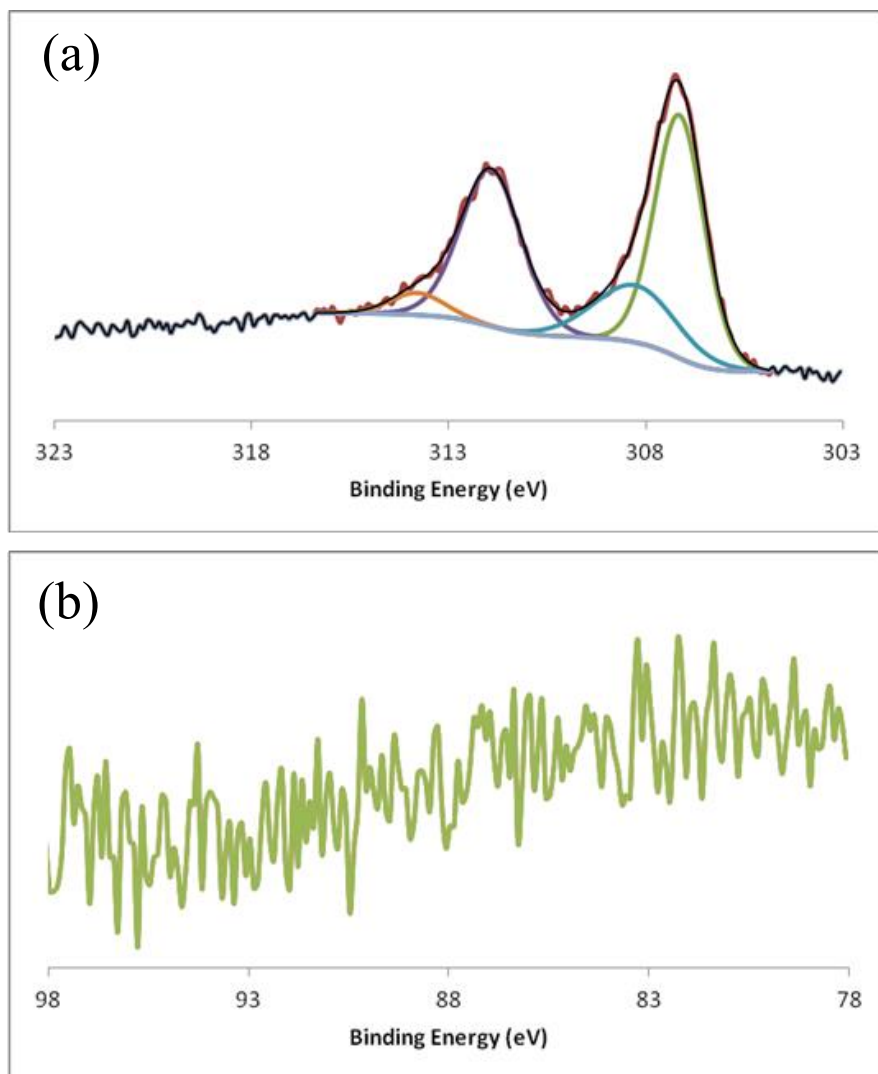 (a)
323 318 313 308 303
Binding Energy (eV)
(b)
98 93 88 83 78
Binding Energy (eV)